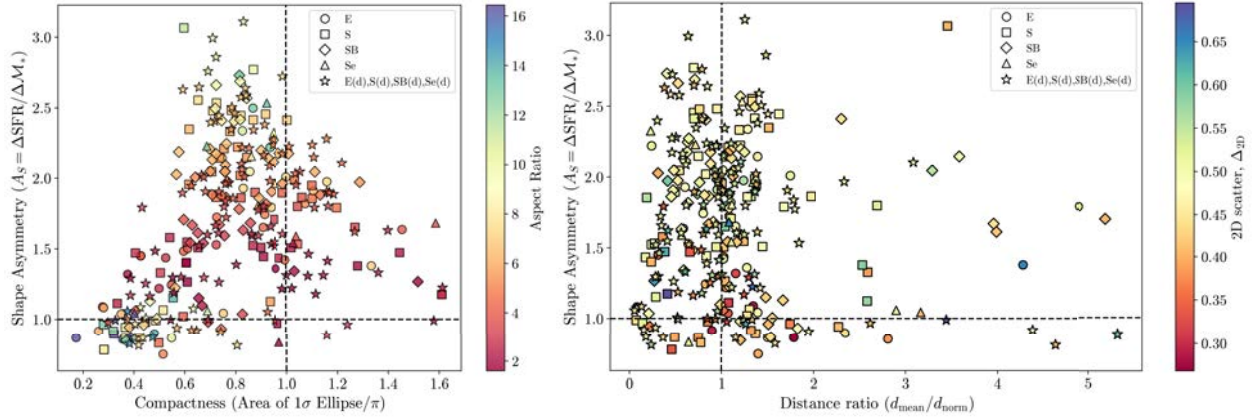 Shape Asymmetry (A_S = ΔSFR/ΔM_*)
3.0
2.5
2.0
1.5
1.0
0.2 0.4 0.6 0.8 1.0 1.2 1.4 1.6
Compactness (Area of 1σ Ellipse/π)
E
S
SB
Se
E(d),S(d),SB(d),Se(d)
16
14
12
10
8
6
4
2
Aspect Ratio
Shape Asymmetry (A_S = ΔSFR/ΔM_*)
3.0
2.5
2.0
1.5
1.0
0 1 2 3 4 5
Distance ratio (d_mean/d_norm)
E
S
SB
Se
E(d),S(d),SB(d),Se(d)
0.65
0.60
0.55
0.50
0.45
0.40
0.35
0.30
2D scatter, Δ_2D